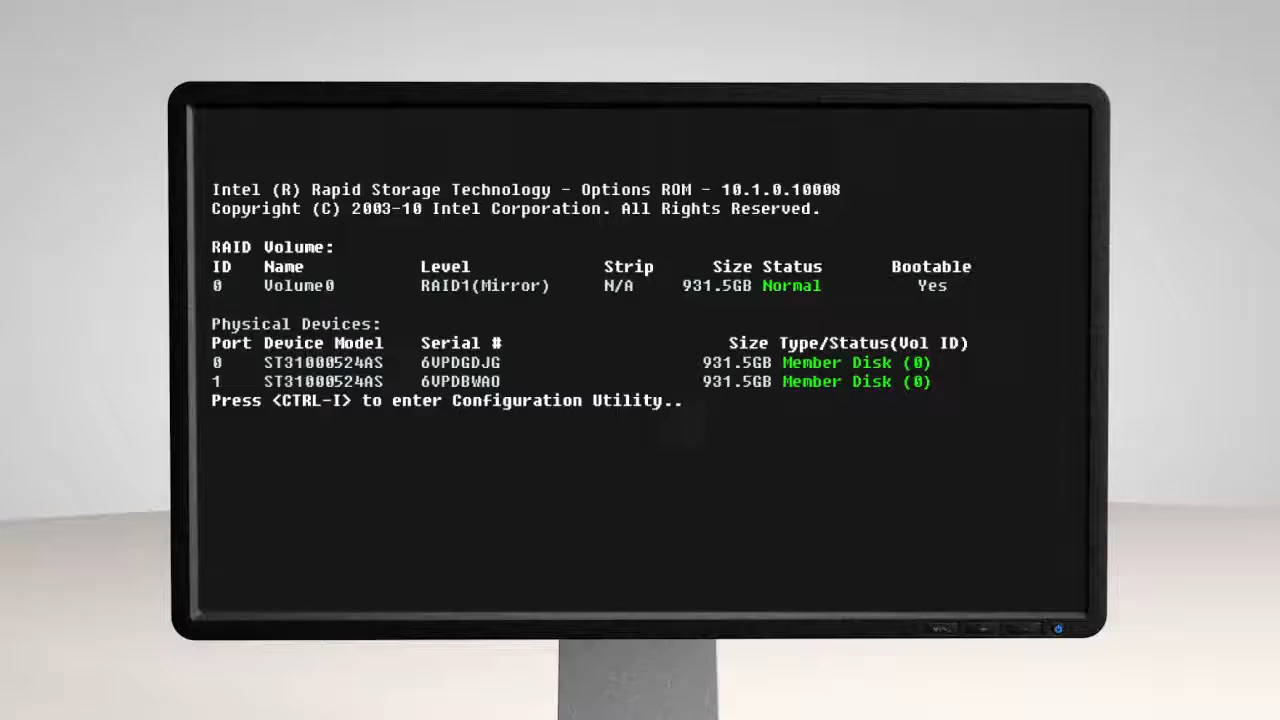 Intel (R) Rapid Storage Technology - Options ROM - 10.1.0.10008
Copyright (C) 2003-10 Intel Corporation. All Rights Reserved.
RAID Volume:
ID Name Level Strip Size Status Bootable
0 Volume0 RAID1(Mirror) N/A 931.5GB Normal Yes
Physical Devices:
Port Device Model Serial # Size Type/Status(Vol ID)
0 ST31000524AS 6VPDGDJG 931.5GB Member Disk (0)
1 ST31000524AS 6VPDBWAO 931.5GB Member Disk (0)
Press <CTRL-I> to enter Configuration Utility..